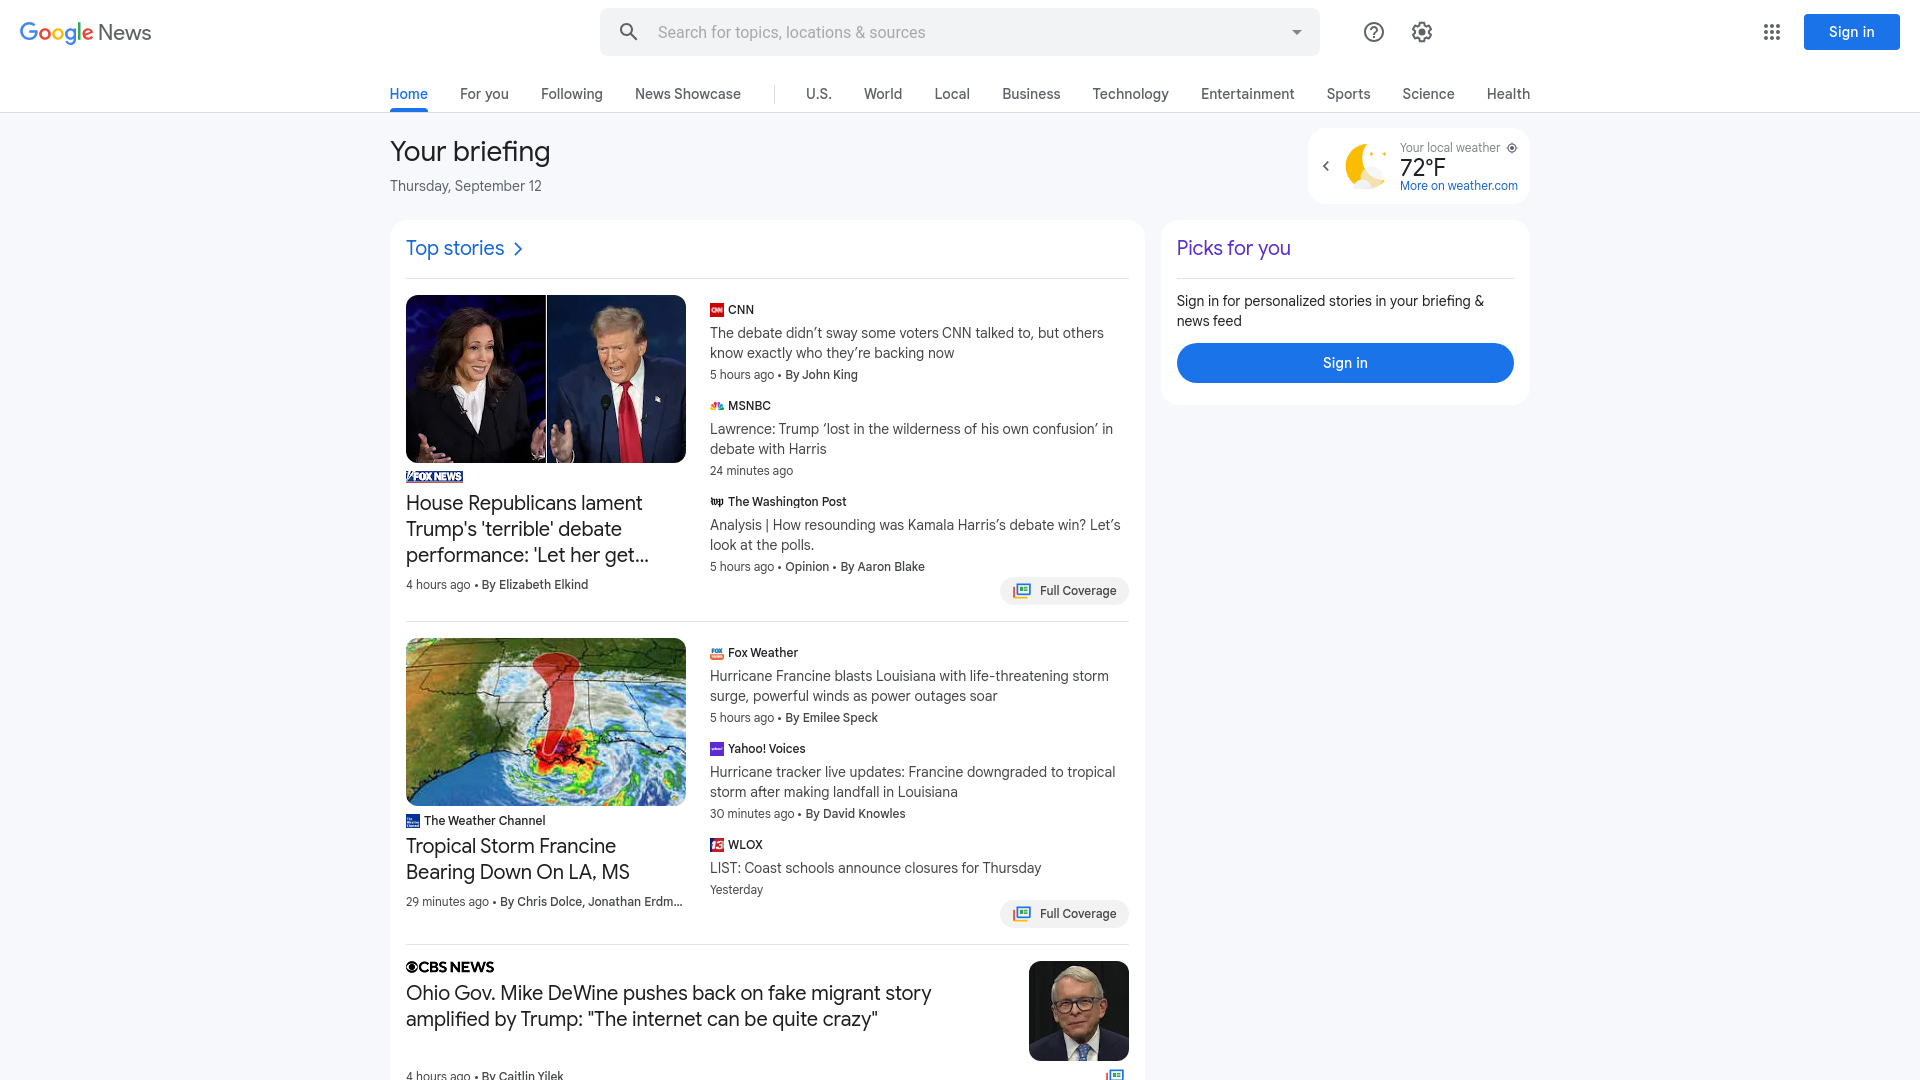 Google News
Search for topics, locations & sources
Sign in
Home
For you
Following
News Showcase
U.S.
World
Local
Business
Technology
Entertainment
Sports
Science
Health
Your briefing
Thursday, September 12
Your local weather
72°F
More on weather.com
Top stories
FOX NEWS
House Republicans lament
Trump's 'terrible' debate
performance: 'Let her get...
4 hours ago • By Elizabeth Elkind
CNN
The debate didn’t sway some voters CNN talked to, but others
know exactly who they’re backing now
5 hours ago • By John King
MSNBC
Lawrence: Trump ‘lost in the wilderness of his own confusion’ in
debate with Harris
24 minutes ago
The Washington Post
Analysis | How resounding was Kamala Harris’s debate win? Let’s
look at the polls.
5 hours ago • Opinion • By Aaron Blake
Full Coverage
The Weather Channel
Tropical Storm Francine
Bearing Down On LA, MS
29 minutes ago • By Chris Dolce, Jonathan Erdm...
Fox Weather
Hurricane Francine blasts Louisiana with life-threatening storm
surge, powerful winds as power outages soar
5 hours ago • By Emilee Speck
Yahoo! Voices
Hurricane tracker live updates: Francine downgraded to tropical
storm after making landfall in Louisiana
30 minutes ago • By David Knowles
WLOX
LIST: Coast schools announce closures for Thursday
Yesterday
Full Coverage
CBS NEWS
Ohio Gov. Mike DeWine pushes back on fake migrant story
amplified by Trump: "The internet can be quite crazy"
4 hours ago • By Caitlin Yilek
Picks for you
Sign in for personalized stories in your briefing &
news feed
Sign in